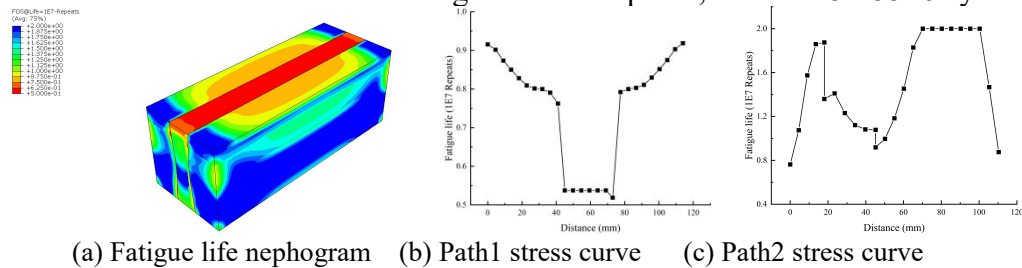 FOS@Life=1E7-Repeats
(Avg: 75%)
+2.000e+00
+1.875e+00
+1.750e+00
+1.625e+00
+1.500e+00
+1.375e+00
+1.250e+00
+1.125e+00
+1.000e+00
+8.750e-01
+7.500e-01
+6.250e-01
+5.000e-01
Fatigue life (1E7 Repeats)
1.0
0.9
0.8
0.7
0.6
0.5
0 20 40 60 80 100 120
Distance (mm)
Fatigue life (1E7 Repeats)
2.0
1.6
1.2
0.8
0.4
0 20 40 60 80 100 120
Distance (mm)
(a) Fatigue life nephogram (b) Path1 stress curve (c) Path2 stress curve